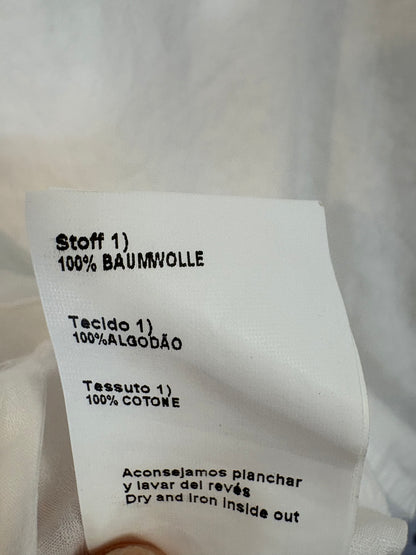 Stoff 1)
100% BAUMWOLLE
Tecido 1)
100%ALGODÃO
Tessuto 1)
100% COTONE
Aconsejamos planchar
y lavar del revés
Dry and iron inside out